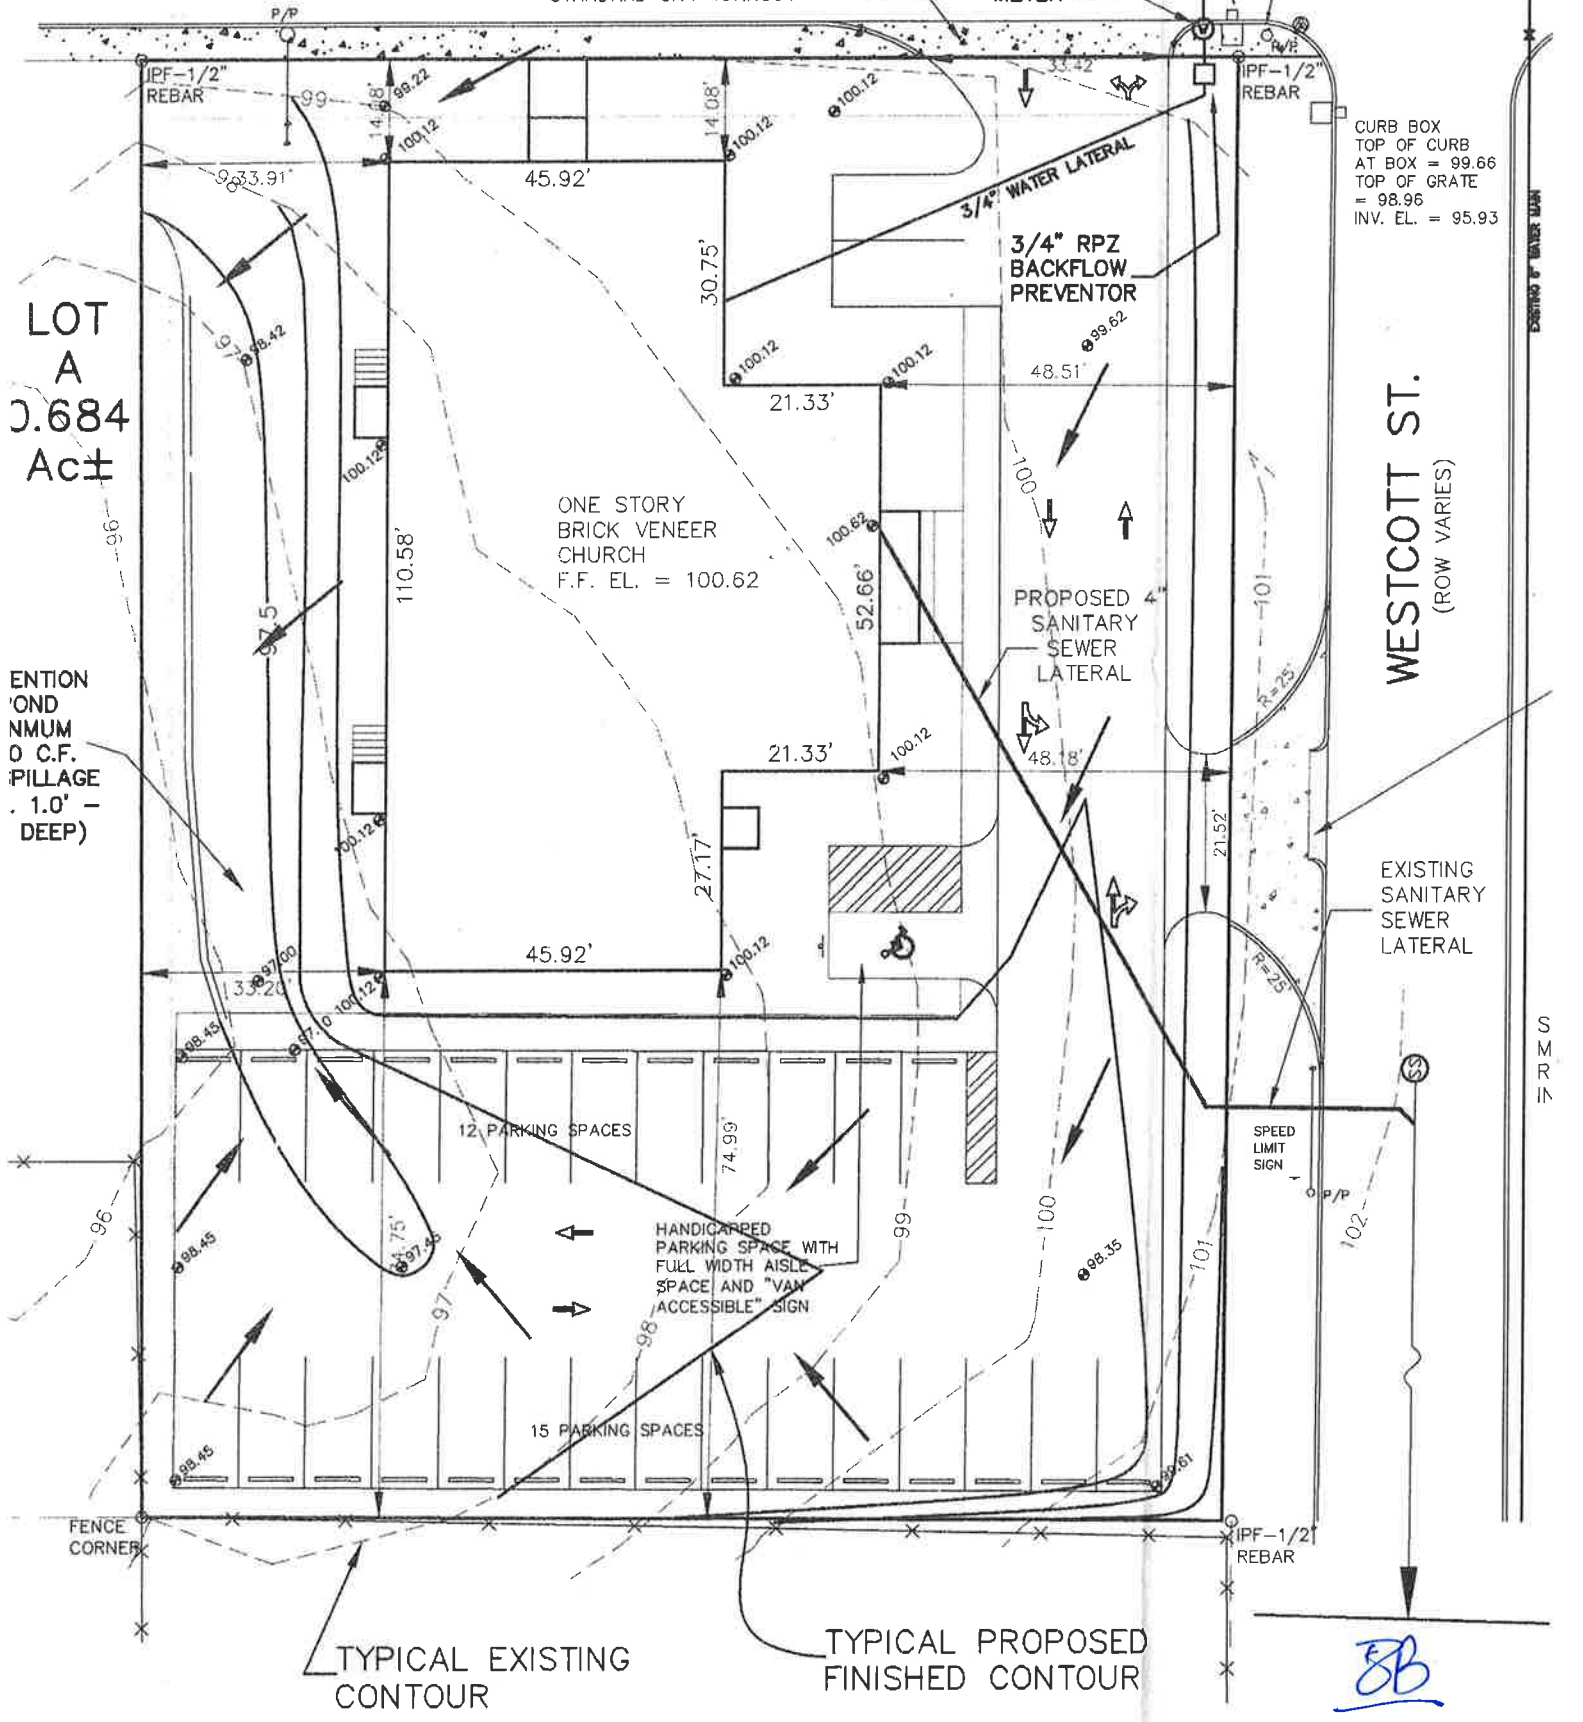 P/P
IPF-1/2"
REBAR
99
99.22
14.08'
100.12
14.08'
100.12
100.12
33.42
R/P
IPF-1/2"
REBAR
CURB BOX
TOP OF CURB
AT BOX = 99.66
TOP OF GRATE
= 98.96
INV. EL. = 95.93
EXISTING 6" WATER MAIN
98
33.91'
45.92'
3/4" WATER LATERAL
3/4" RPZ
BACKFLOW
PREVENTOR
30.75'
LOT
A
0.684
Ac±
97
98.42
100.12
100.12
99.62
21.33'
48.51'
WESTCOTT ST.
(ROW VARIES)
100.12
100
96
ONE STORY
BRICK VENEER
CHURCH
F.F. EL. = 100.62
110.58'
100.62
52.66'
101
97.5
PROPOSED 4"
SANITARY
SEWER
LATERAL
R=25'
ENTION
OND
NMUM
0 C.F.
PILLAGE
. 1.0' -
DEEP)
21.33'
100.12
48.18'
21.52'
100.12
27.17'
EXISTING
SANITARY
SEWER
LATERAL
45.92'
100.12
97.00
33.20'
100.12
R=25'
98.45
97.10
S
M
R
IN
SS
12 PARKING SPACES
74.99'
SPEED
LIMIT
SIGN
P/P
96
98.45
97.45
HANDICAPPED
PARKING SPACE WITH
FULL WIDTH AISLE
SPACE AND "VAN
ACCESSIBLE" SIGN
99
100
98.35
101
102
97
98
15 PARKING SPACES
98.45
99.61
FENCE
CORNER
IPF-1/2"
REBAR
TYPICAL EXISTING
CONTOUR
TYPICAL PROPOSED
FINISHED CONTOUR